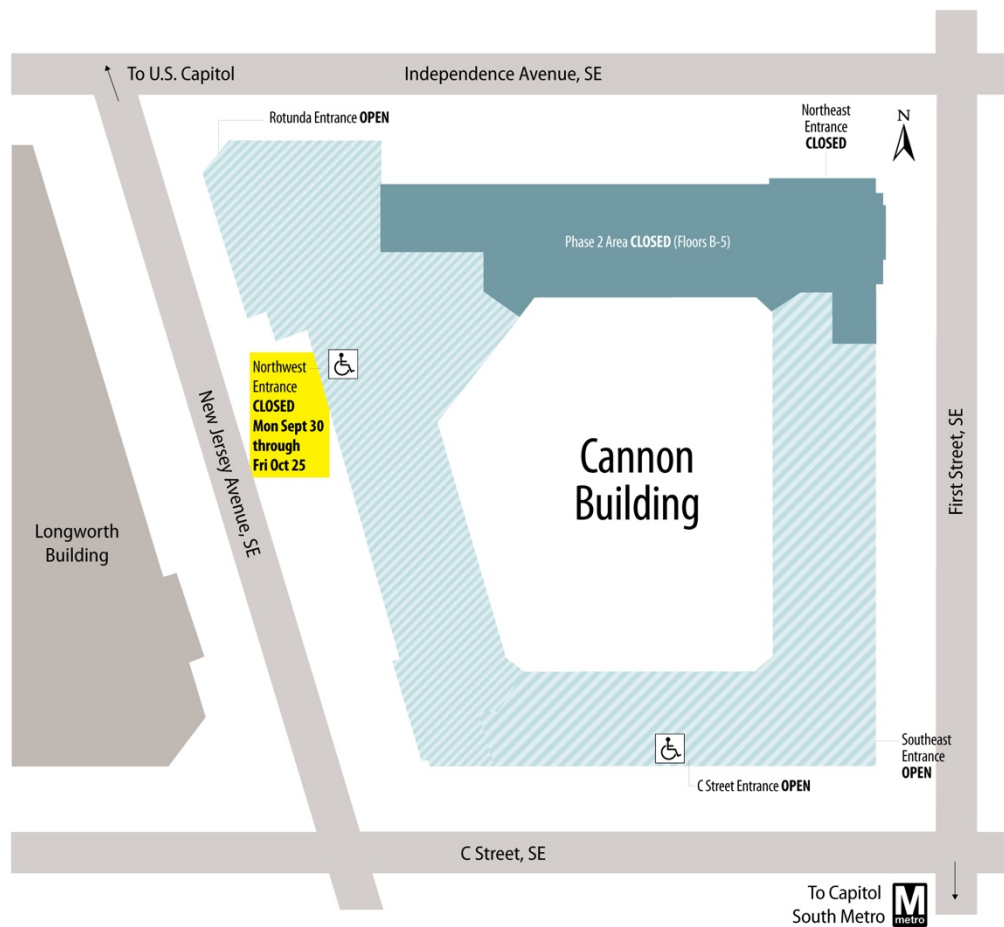 To U.S. Capitol
Independence Avenue, SE
Rotunda Entrance OPEN
Northeast
Entrance
CLOSED
N
Phase 2 Area CLOSED (Floors B-5)
Northwest
Entrance
CLOSED
Mon Sept 30
through
Fri Oct 25
New Jersey Avenue, SE
Cannon
Building
First Street, SE
Longworth
Building
Southeast
Entrance
OPEN
C Street Entrance OPEN
C Street, SE
To Capitol
South Metro
M
metro